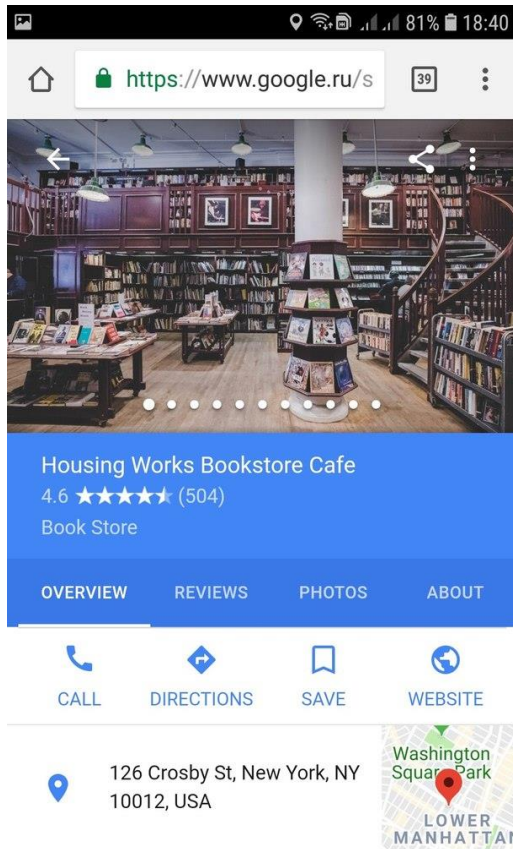 81% 18:40
https://www.google.ru/s
39
Housing Works Bookstore Cafe
4.6 (504)
Book Store
OVERVIEW REVIEWS PHOTOS ABOUT
CALL DIRECTIONS SAVE WEBSITE
126 Crosby St, New York, NY
10012, USA
Washington
Square Park
LOWER
MANHATTAN